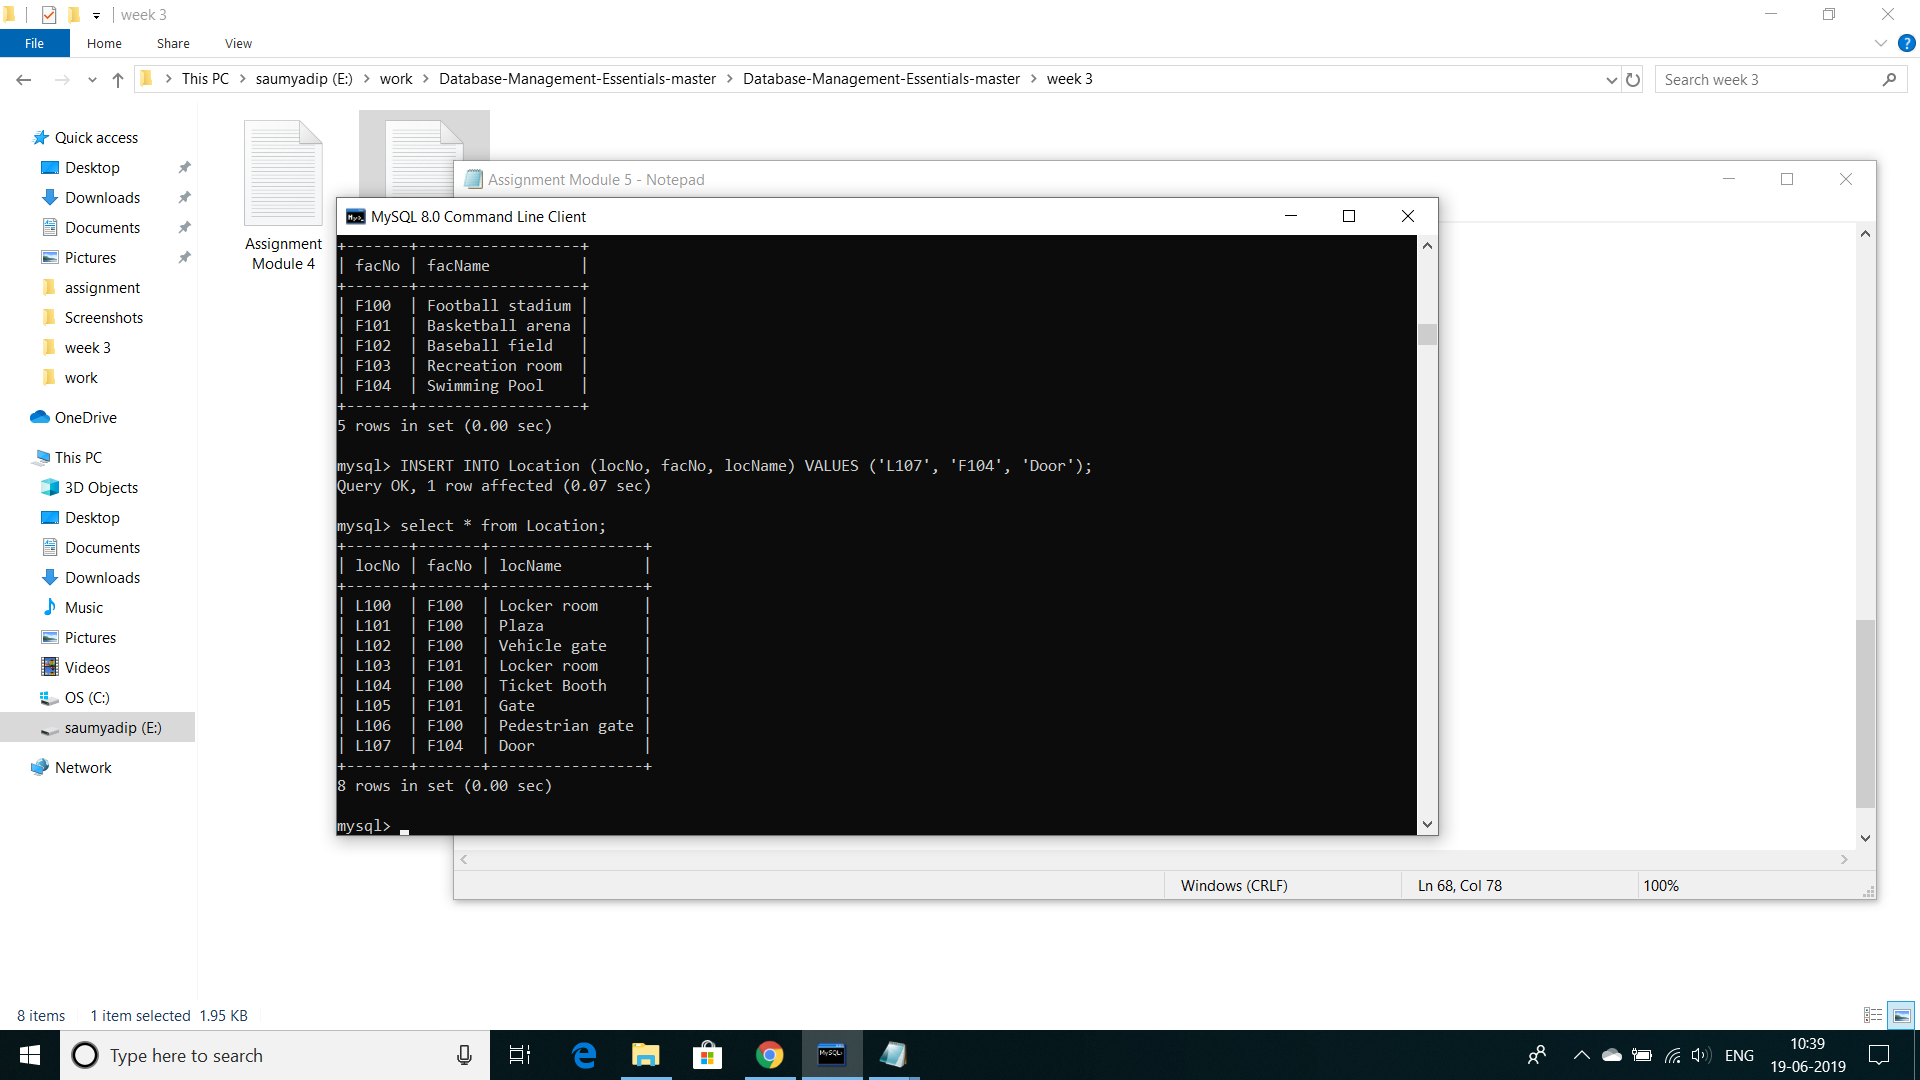 week 3
File Home Share View
This PC saumyadip (E:) work Database-Management-Essentials-master Database-Management-Essentials-master week 3
Search week 3
Quick access
Desktop
Downloads
Documents
Pictures
assignment
Screenshots
week 3
work
OneDrive
This PC
3D Objects
Desktop
Documents
Downloads
Music
Pictures
Videos
OS (C:)
saumyadip (E:)
Network
Assignment
Module 4
Assignment Module 5 - Notepad
MySQL 8.0 Command Line Client
+-------+------------------+
| facNo | facName          |
+-------+------------------+
| F100  | Football stadium |
| F101  | Basketball arena |
| F102  | Baseball field   |
| F103  | Recreation room  |
| F104  | Swimming Pool    |
+-------+------------------+
5 rows in set (0.00 sec)
mysql> INSERT INTO Location (locNo, facNo, locName) VALUES ('L107', 'F104', 'Door');
Query OK, 1 row affected (0.07 sec)
mysql> select * from Location;
+-------+-------+-----------------+
| locNo | facNo | locName         |
+-------+-------+-----------------+
| L100  | F100  | Locker room     |
| L101  | F100  | Plaza           |
| L102  | F100  | Vehicle gate    |
| L103  | F101  | Locker room     |
| L104  | F100  | Ticket Booth    |
| L105  | F101  | Gate            |
| L106  | F100  | Pedestrian gate |
| L107  | F104  | Door            |
+-------+-------+-----------------+
8 rows in set (0.00 sec)
mysql>
Windows (CRLF) Ln 68, Col 78 100%
8 items 1 item selected 1.95 KB
Type here to search
ENG
10:39
19-06-2019